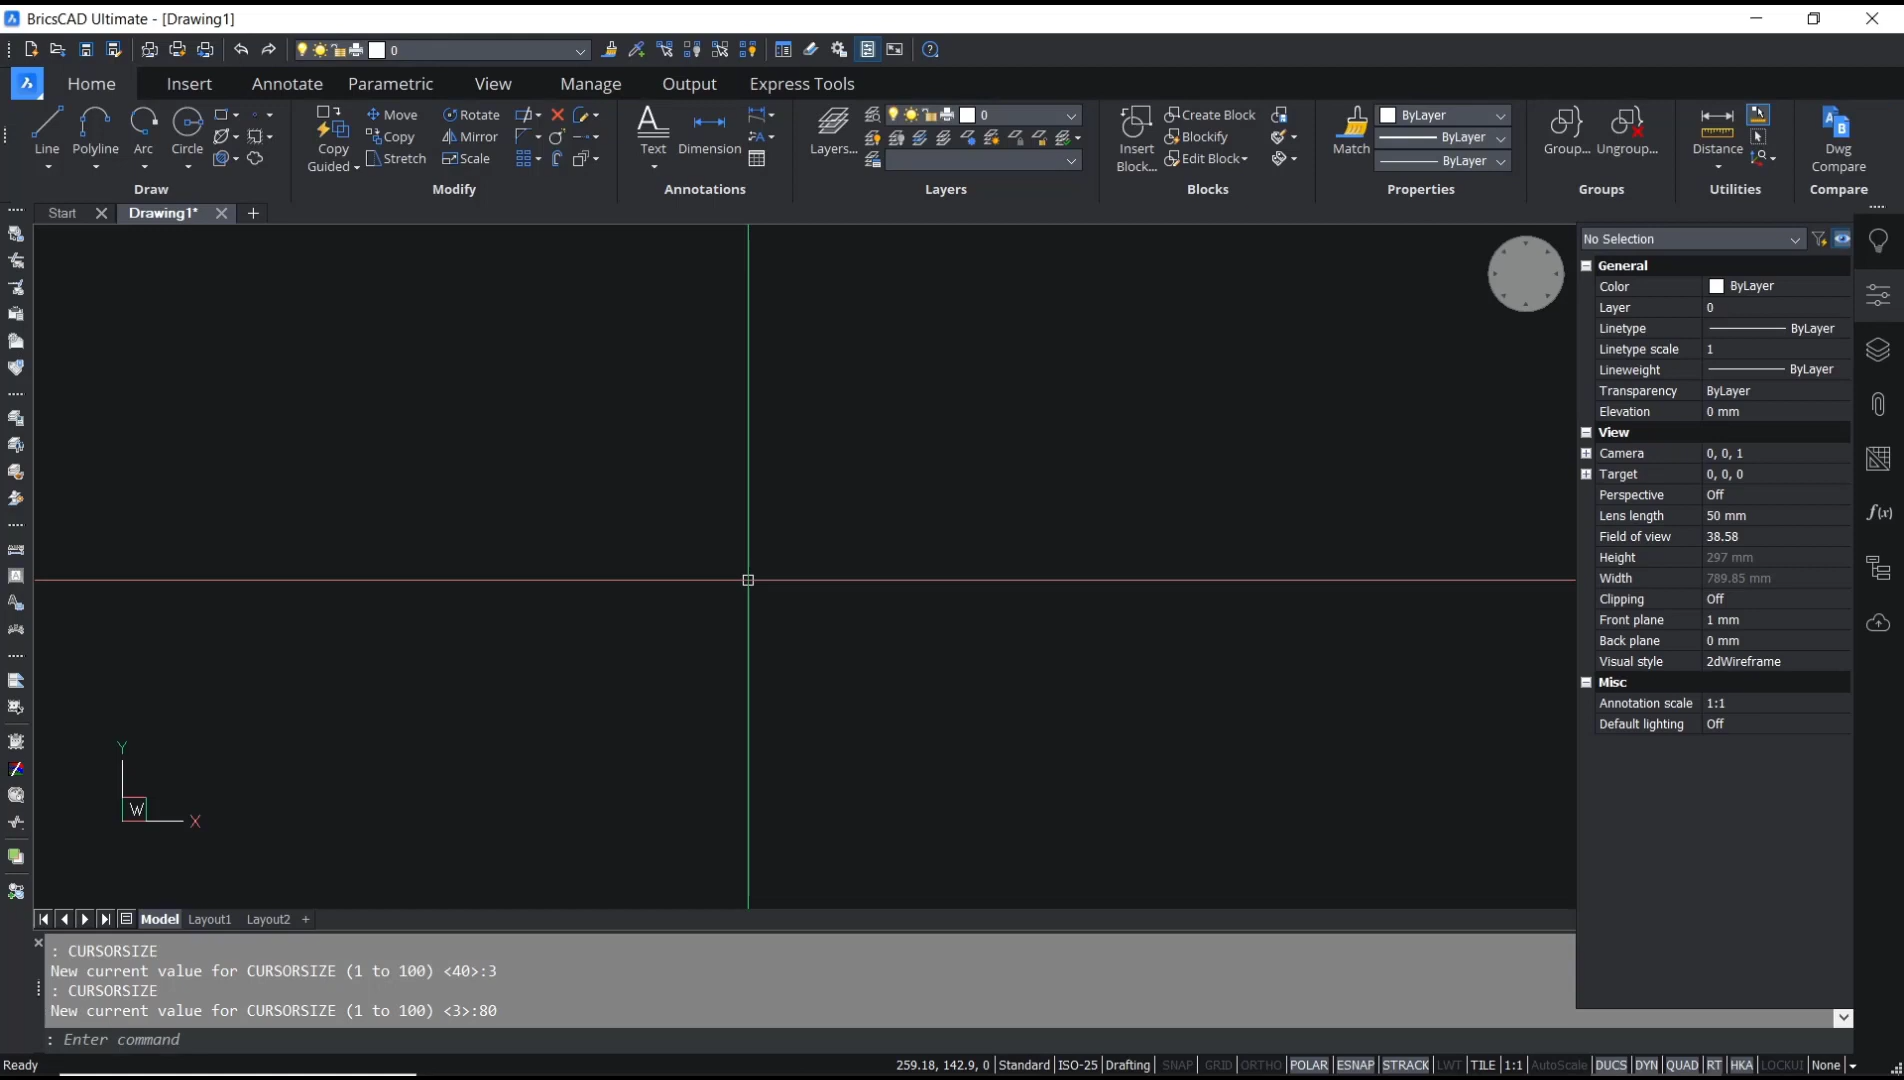 BricsCAD Ultimate - [Drawing1]
0
Home Insert Annotate Parametric View Manage Output Express Tools
Line Polyline Arc Circle
Draw
Copy Guided
Move
Copy
Stretch
Rotate
Mirror
Scale
Modify
Text Dimension
Annotations
Layers...
0
Layers
Insert Block...
Create Block
Blockify
Edit Block
Blocks
Match
ByLayer
ByLayer
ByLayer
Properties
Group... Ungroup...
Groups
Distance
Utilities
Dwg Compare
Compare
Start Drawing1*
No Selection
General
Color ByLayer
Layer 0
Linetype ByLayer
Linetype scale 1
Lineweight ByLayer
Transparency ByLayer
Elevation 0 mm
View
Camera 0, 0, 1
Target 0, 0, 0
Perspective Off
Lens length 50 mm
Field of view 38.58
Height 297 mm
Width 789.85 mm
Clipping Off
Front plane 1 mm
Back plane 0 mm
Visual style 2dWireframe
Misc
Annotation scale 1:1
Default lighting Off
f(x)
Y
W
X
Model Layout1 Layout2 +
: CURSORSIZE
New current value for CURSORSIZE (1 to 100) <40>:3
: CURSORSIZE
New current value for CURSORSIZE (1 to 100) <3>:80
: Enter command
Ready 259.18, 142.9, 0 Standard ISO-25 Drafting SNAP GRID ORTHO POLAR ESNAP STRACK LWT TILE 1:1 AutoScale DUCS DYN QUAD RT HKA LOCKUI None